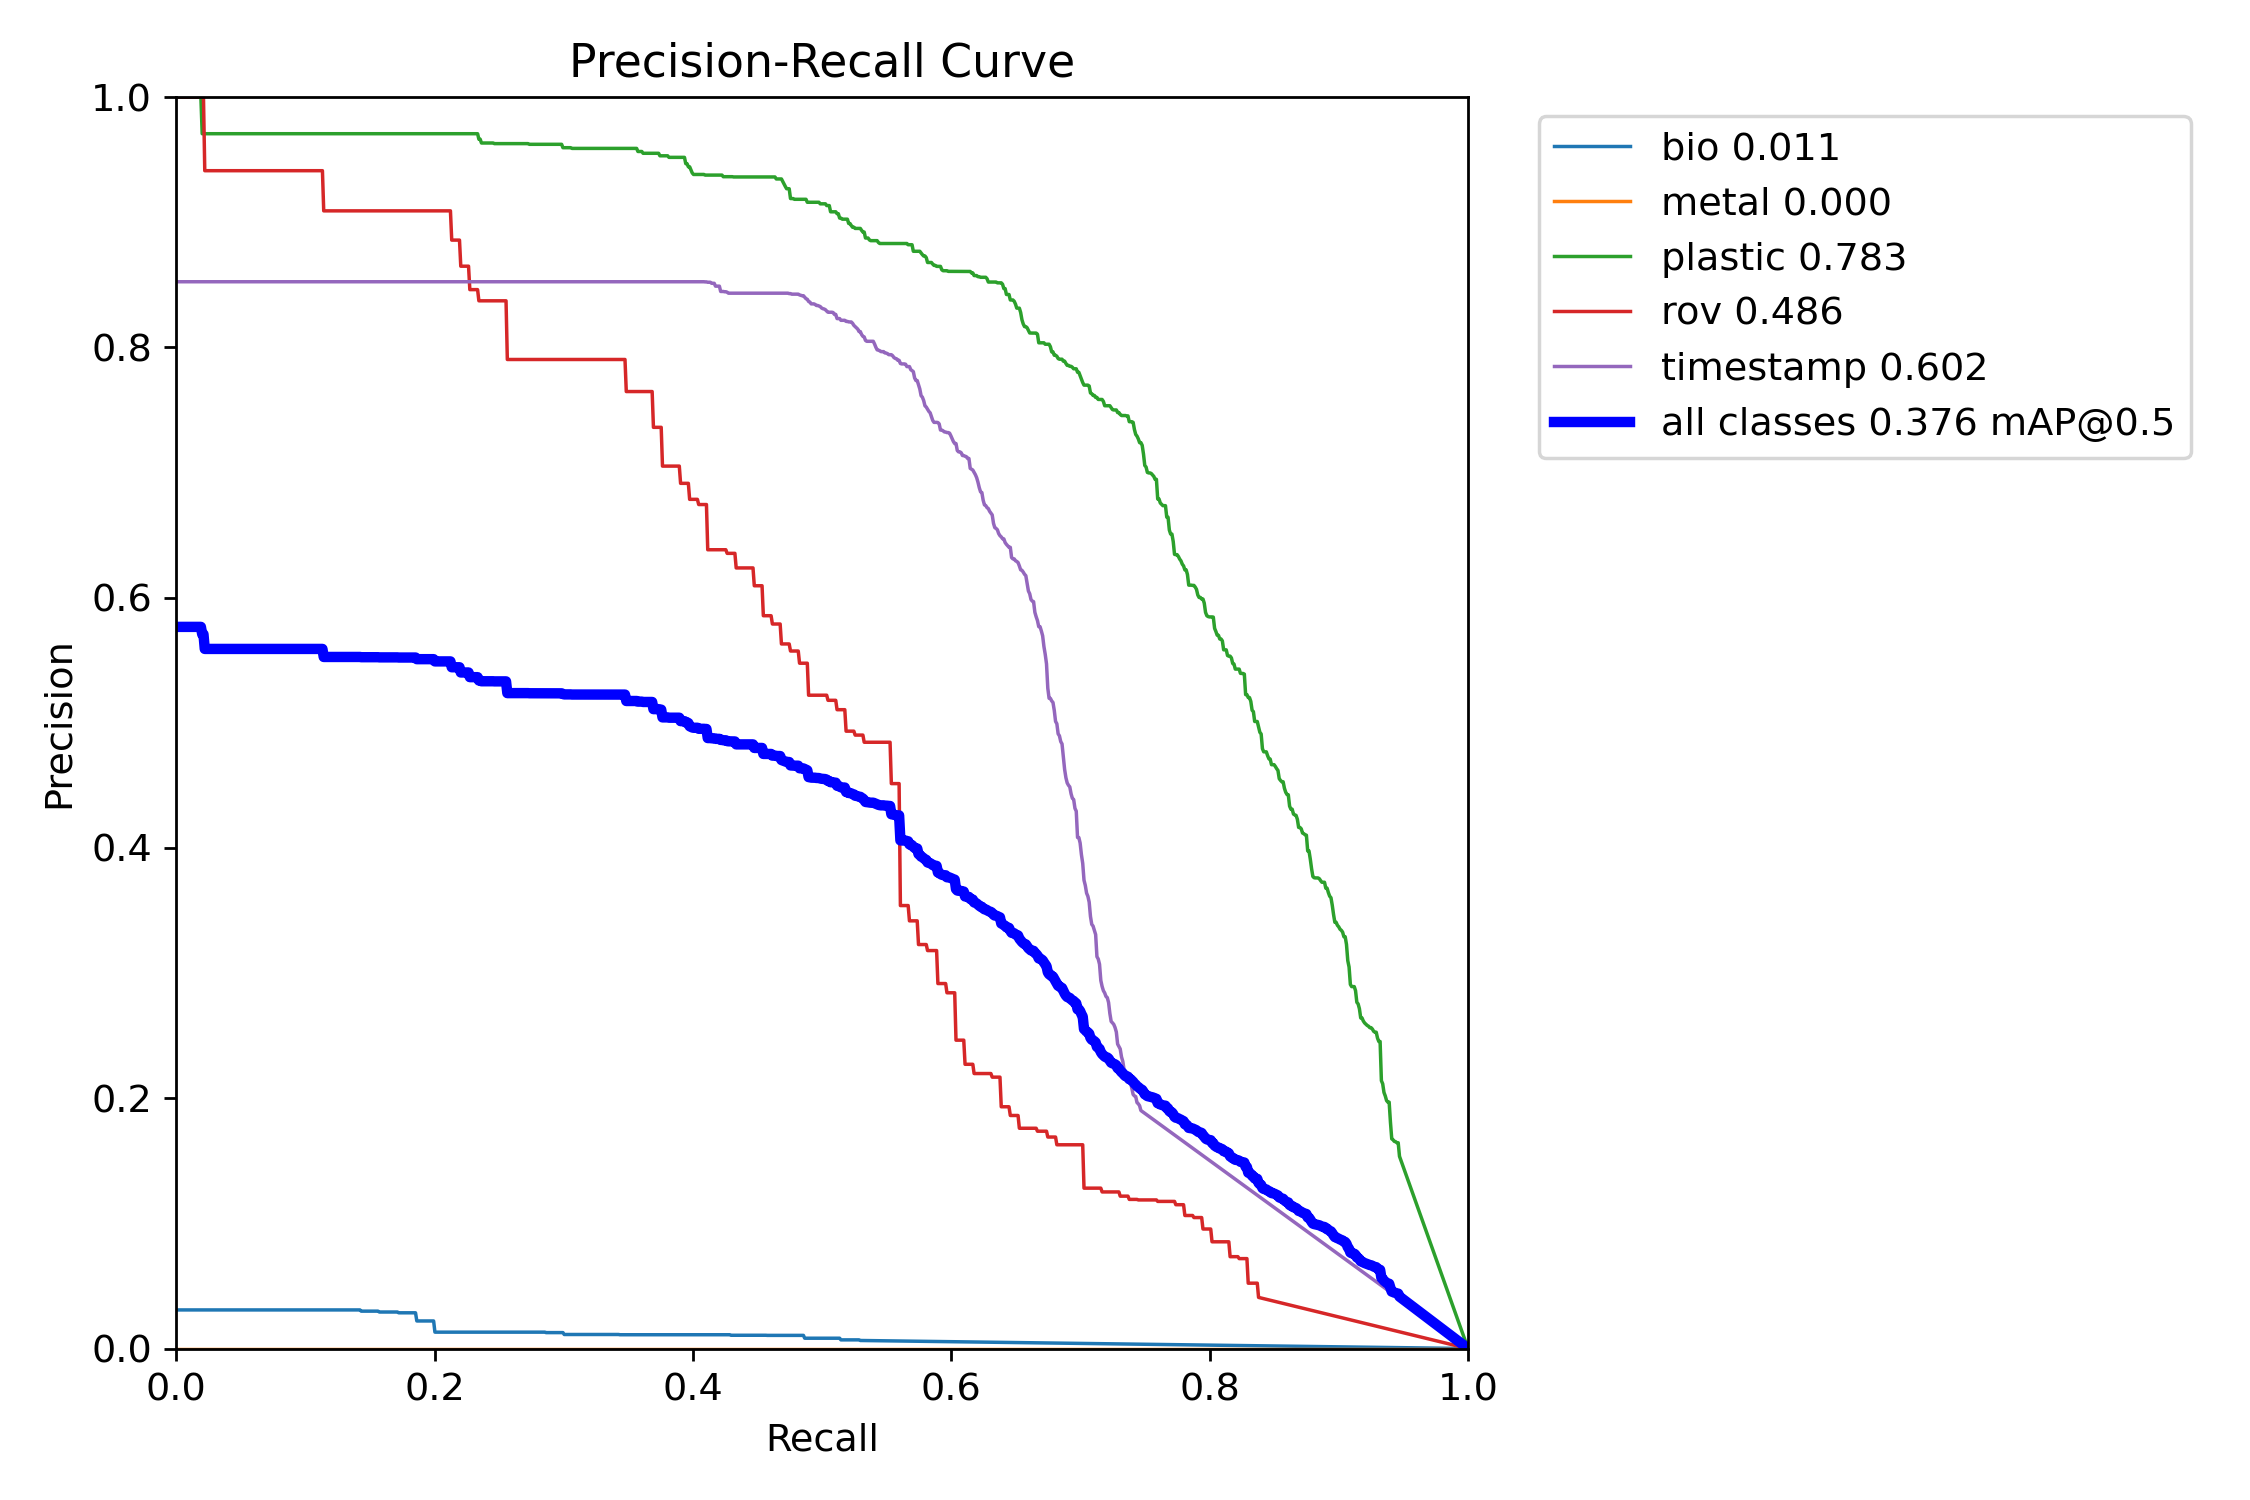 Precision-Recall Curve
1.0
0.8
0.6
0.4
0.2
0.0
Precision
0.0 0.2 0.4 0.6 0.8 1.0
Recall
bio 0.011
metal 0.000
plastic 0.783
rov 0.486
timestamp 0.602
all classes 0.376 mAP@0.5